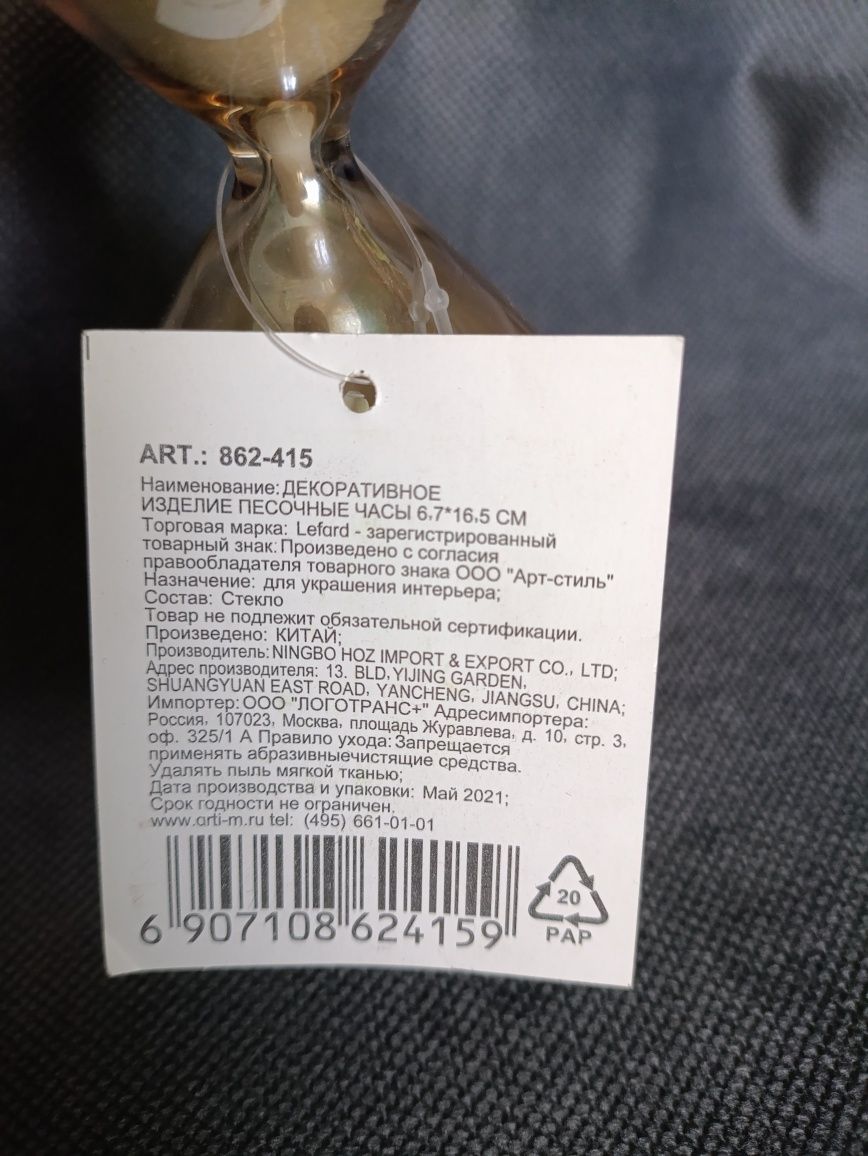 ART.: 862-415
Наименование: ДЕКОРАТИВНОЕ
ИЗДЕЛИЕ ПЕСОЧНЫЕ ЧАСЫ 6,7*16,5 СМ
Торговая марка: Lefard - зарегистрированный
товарный знак: Произведено с согласия
правообладателя товарного знака ООО "Арт-стиль"
Назначение: для украшения интерьера;
Состав: Стекло
Товар не подлежит обязательной сертификации.
Произведено: КИТАЙ;
Производитель: NINGBO HOZ IMPORT & EXPORT CO., LTD;
Адрес производителя: 13. BLD,YIJING GARDEN,
SHUANGYUAN EAST ROAD, YANCHENG, JIANGSU, CHINA;
Импортер: ООО "ЛОГОТРАНС+" Адресимпортера:
Россия, 107023, Москва, площадь Журавлева, д. 10, стр. 3,
оф. 325/1 А Правило ухода: Запрещается
применять абразивныечистящие средства.
Удалять пыль мягкой тканью;
Дата производства и упаковки: Май 2021;
Срок годности не ограничен.
www.arti-m.ru tel: (495) 661-01-01
6 907108 624159
20
PAP